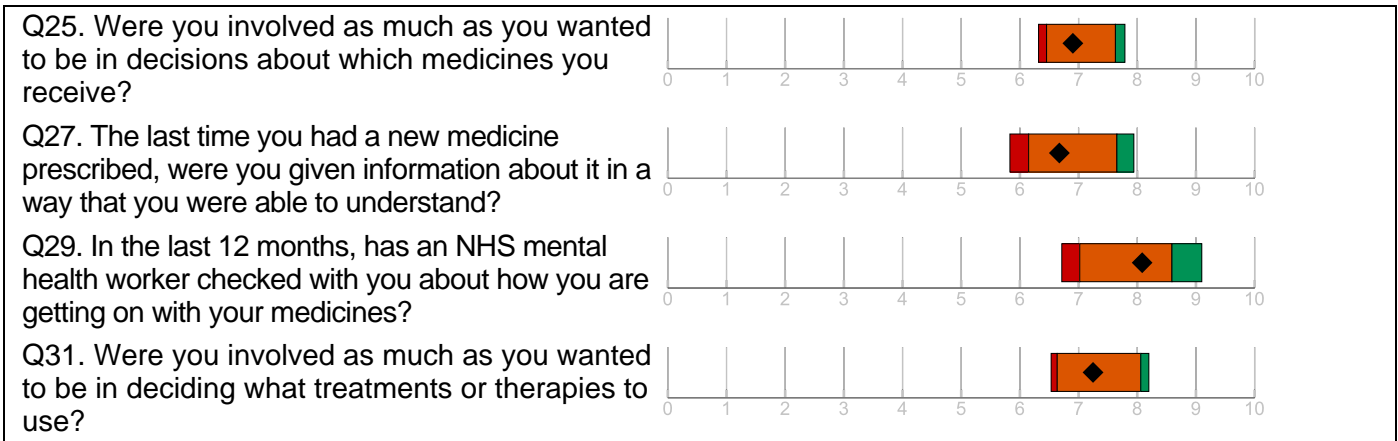 Q25. Were you involved as much as you wanted
to be in decisions about which medicines you
receive?
0 1 2 3 4 5 6 7 8 9 10
Q27. The last time you had a new medicine
prescribed, were you given information about it in a
way that you were able to understand?
0 1 2 3 4 5 6 7 8 9 10
Q29. In the last 12 months, has an NHS mental
health worker checked with you about how you are
getting on with your medicines?
0 1 2 3 4 5 6 7 8 9 10
Q31. Were you involved as much as you wanted
to be in deciding what treatments or therapies to
use?
0 1 2 3 4 5 6 7 8 9 10